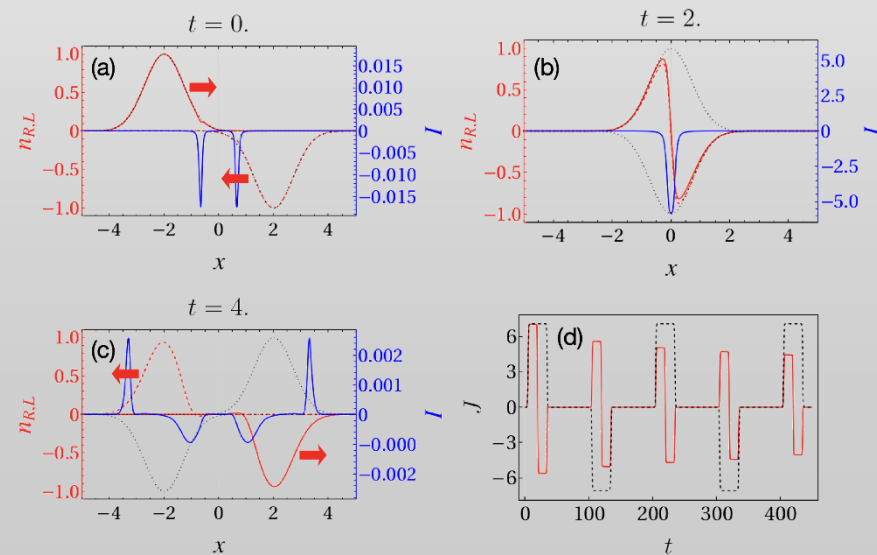 t = 0.
(a)
n_{R,L}
1.0
0.5
0
−0.5
−1.0
0.015
0.010
0.005
0
−0.005
−0.010
−0.015
I
−4 −2 0 2 4
x
t = 2.
(b)
n_{R,L}
1.0
0.5
0
−0.5
−1.0
5.0
2.5
0
−2.5
−5.0
I
−4 −2 0 2 4
x
t = 4.
(c)
n_{R,L}
1.0
0.5
0
−0.5
−1.0
0.002
0.001
0
−0.000
−0.002
I
−4 −2 0 2 4
x
(d)
J
6
3
0
−3
−6
0 100 200 300 400
t